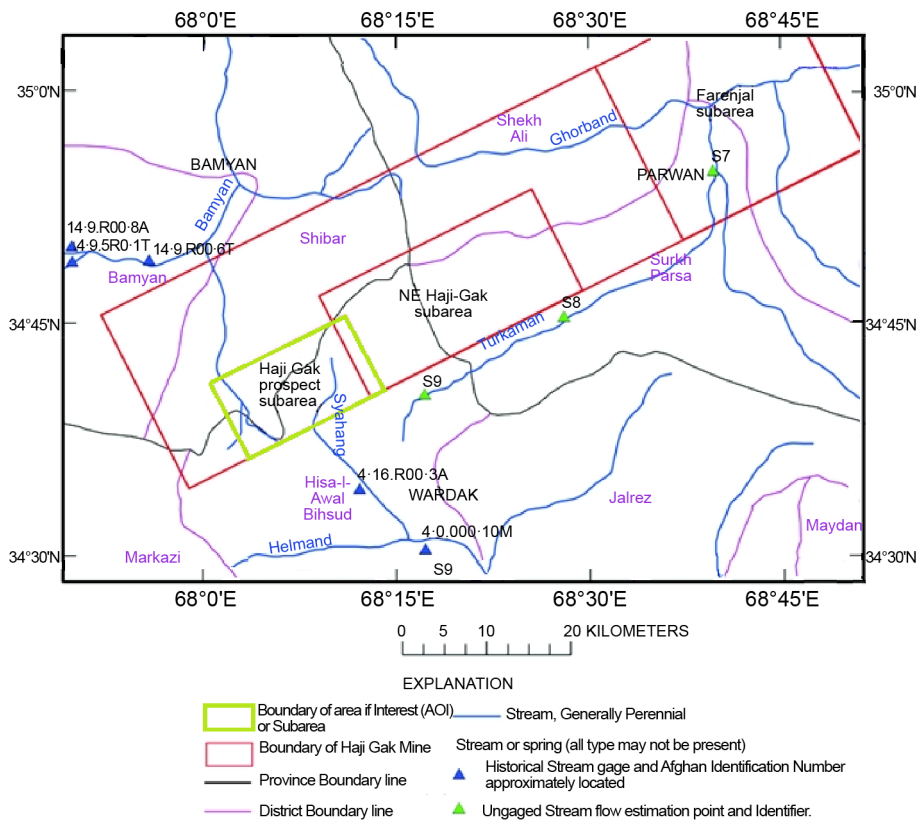 68°0'E 68°15'E 68°30'E 68°45'E
35°0'N
35°0'N
Farenjal
subarea
Shekh
Ali
Ghorband
S7
BAMYAN
PARWAN
Bamyan
14·9.R00·8A
4·9.5R0·1T
14·9.R00·6T
Shibar
Bamyan
Surkh
Parsa
NE Haji-Gak
subarea
S8
34°45'N
34°45'N
Turkaman
Haji Gak
prospect
subarea
S9
Syahang
4·16.R00·3A
Hisa-I-
Awal
Bihsud
WARDAK
Jalrez
Maydan
4·0.000·10M
Helmand
Markazi
34°30'N
34°30'N
S9
68°0'E 68°15'E 68°30'E 68°45'E
0 5 10 20 KILOMETERS
EXPLANATION
Boundary of area if Interest (AOI)
or Subarea
Stream, Generally Perennial
Boundary of Haji Gak Mine
Stream or spring (all type may not be present)
Province Boundary line
Historical Stream gage and Afghan Identification Number
approximately located
District Boundary line
Ungaged Stream flow estimation point and Identifier.